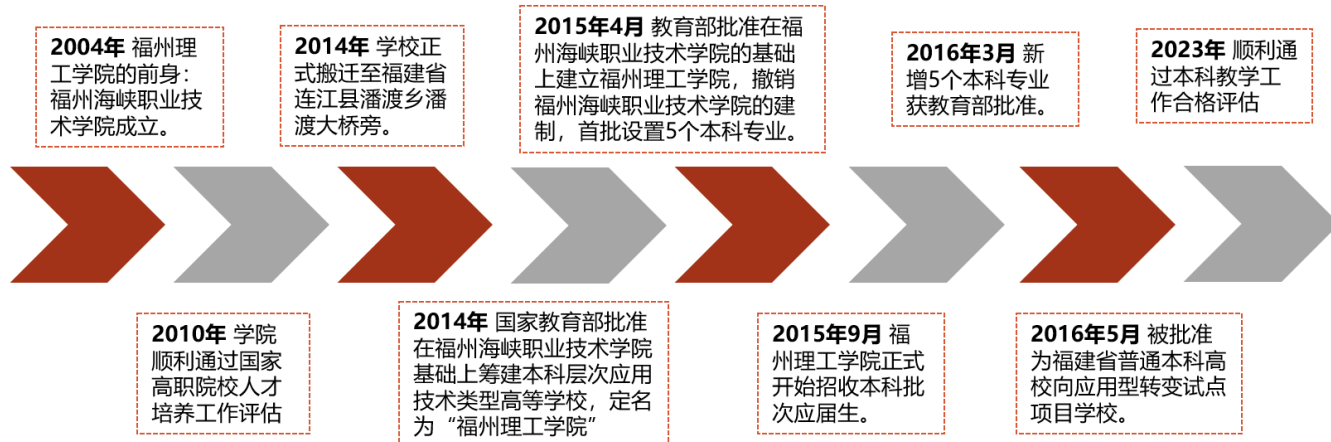 2004年 福州理
工学院的前身：
福州海峡职业技
术学院成立。
2014年 学校正
式搬迁至福建省
连江县潘渡乡潘
渡大桥旁。
2015年4月 教育部批准在福
州海峡职业技术学院的基础
上建立福州理工学院，撤销
福州海峡职业技术学院的建
制，首批设置5个本科专业。
2016年3月 新
增5个本科专业
获教育部批准。
2023年 顺利通
过本科教学工
作合格评估
2010年 学院
顺利通过国家
高职院校人才
培养工作评估
2014年 国家教育部批准
在福州海峡职业技术学院
基础上筹建本科层次应用
技术类型高等学校，定名
为“福州理工学院”
2015年9月 福
州理工学院正式
开始招收本科批
次应届生。
2016年5月 被批准
为福建省普通本科高
校向应用型转变试点
项目学校。